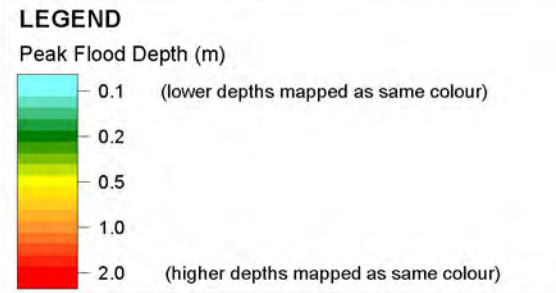 LEGEND
Peak Flood Depth (m)
0.1 (lower depths mapped as same colour)
0.2
0.5
1.0
2.0 (higher depths mapped as same colour)